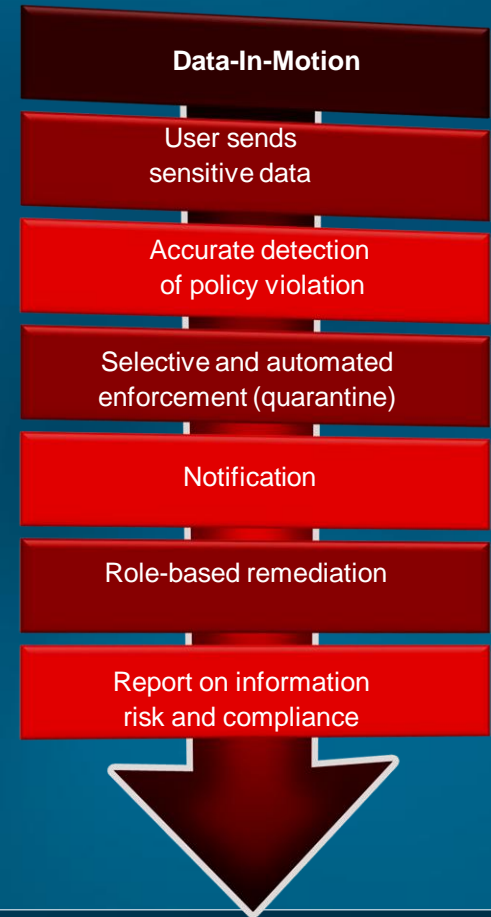 Data-In-Motion
User sends
sensitive data
Accurate detection
of policy violation
Selective and automated
enforcement (quarantine)
Notification
Role-based remediation
Report on information
risk and compliance